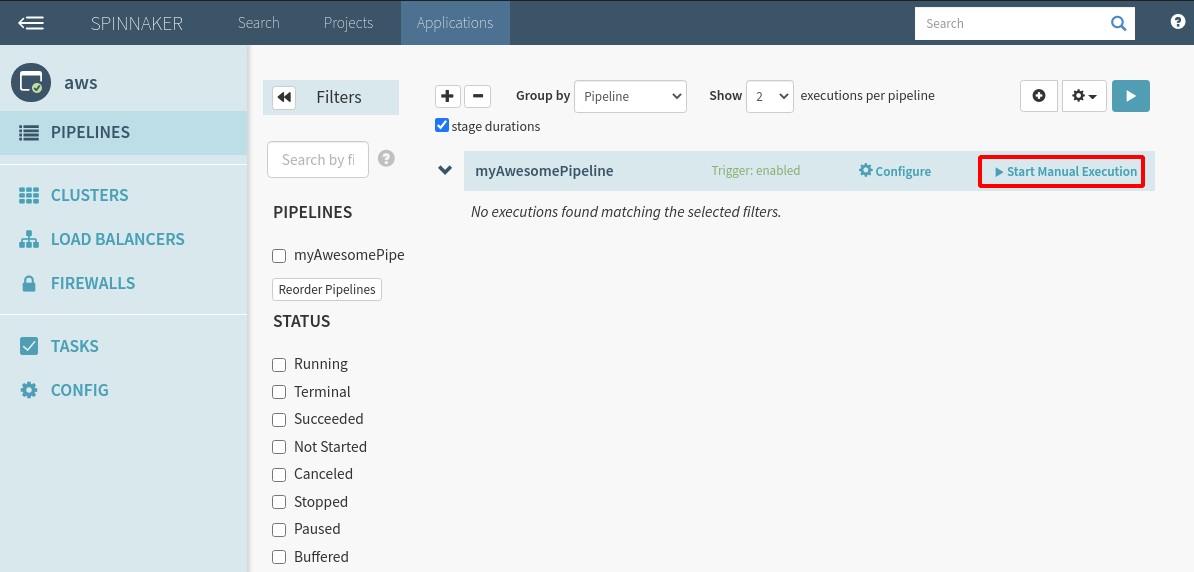 SPINNAKER Search Projects Applications Search ?
aws
PIPELINES
CLUSTERS
LOAD BALANCERS
FIREWALLS
TASKS
CONFIG
Filters
Search by fi ?
PIPELINES
myAwesomePipe
Reorder Pipelines
STATUS
Running
Terminal
Succeeded
Not Started
Canceled
Stopped
Paused
Buffered
Group by Pipeline Show 2 executions per pipeline
stage durations
myAwesomePipeline Trigger: enabled Configure Start Manual Execution
No executions found matching the selected filters.